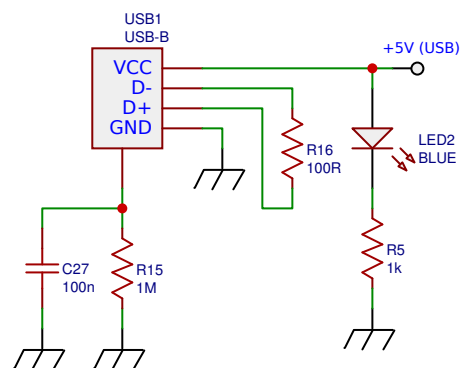 USB1
USB-B
+5V (USB)
VCC
D-
D+
GND
LED2
BLUE
R16
100R
R5
1k
C27
100n
R15
1M